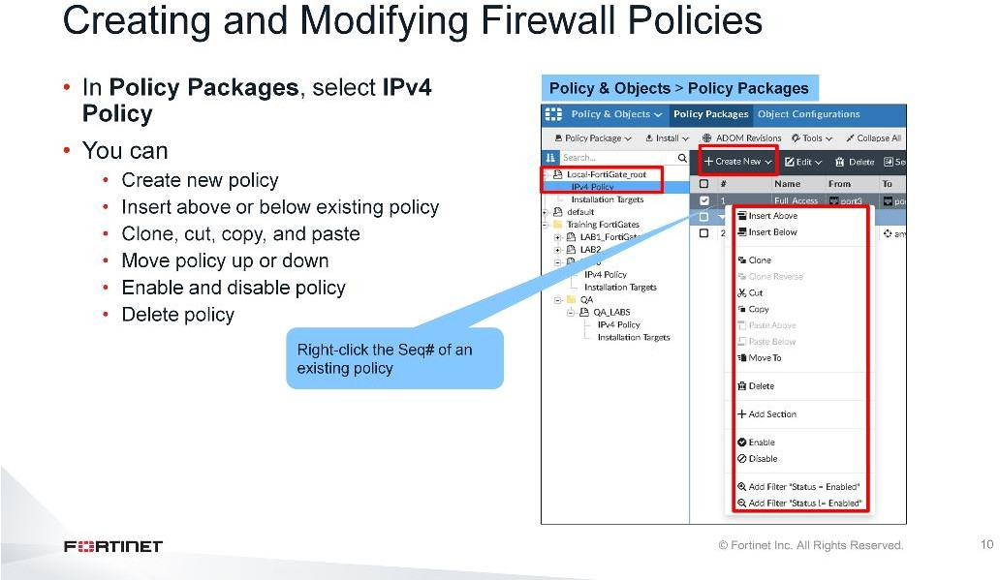 Creating and Modifying Firewall Policies
• In Policy Packages, select IPv4
Policy
• You can
• Create new policy
• Insert above or below existing policy
• Clone, cut, copy, and paste
• Move policy up or down
• Enable and disable policy
• Delete policy
Right-click the Seq# of an
existing policy
Policy & Objects > Policy Packages
Policy & Objects Policy Packages Object Configurations
Policy Package Install ADOM Revisions Tools Collapse All
Search... + Create New Edit Delete Se
Local-FortiGate_root # Name From To
IPv4 Policy 1 Full_Access port3 po
Installation Targets
default
Training FortiGates
LAB1_FortiGate
LAB2 2 an
IPv4 Policy
Installation Targets
QA
QA_LABS
IPv4 Policy
Installation Targets
Insert Above
Insert Below
Clone
Clone Reverse
Cut
Copy
Paste Above
Paste Below
Move To
Delete
+ Add Section
Enable
Disable
Add Filter "Status = Enabled"
Add Filter "Status != Enabled"
FORTINET
© Fortinet Inc. All Rights Reserved.
10